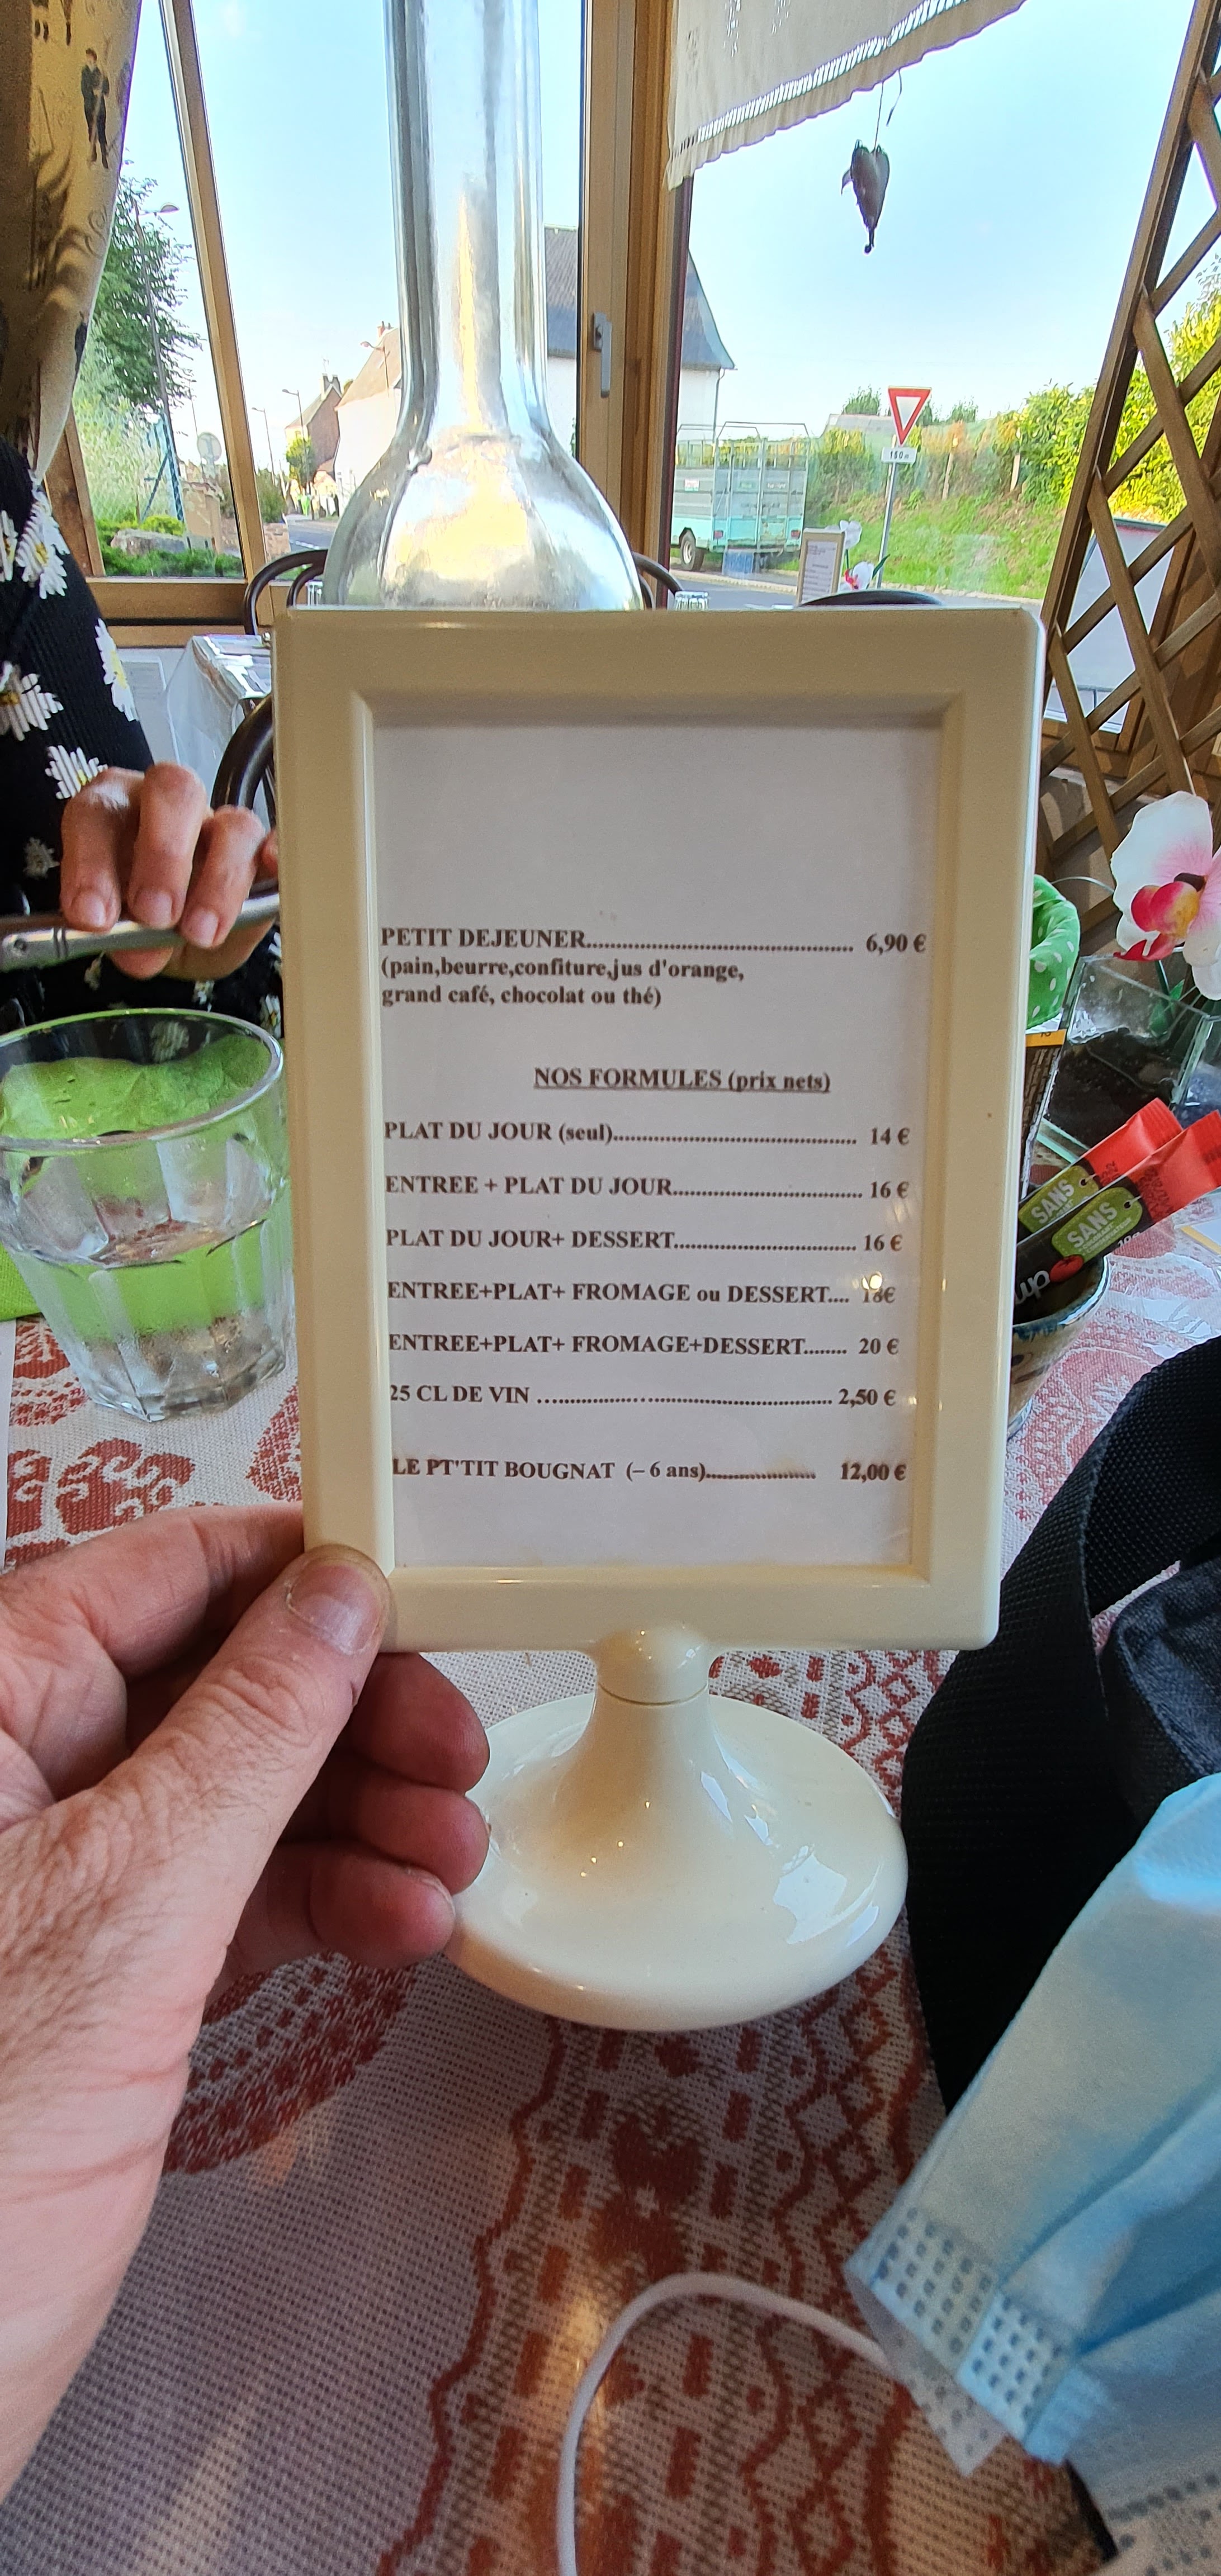 PETIT DEJEUNER................................................ 6,90 €
(pain,beurre,confiture,jus d'orange,
grand café, chocolat ou thé)
NOS FORMULES (prix nets)
PLAT DU JOUR (seul)............................................ 14 €
ENTREE + PLAT DU JOUR.................................. 16 €
PLAT DU JOUR+ DESSERT................................. 16 €
ENTREE+PLAT+ FROMAGE ou DESSERT.... 18€
ENTREE+PLAT+ FROMAGE+DESSERT........ 20 €
25 CL DE VIN …................…................................ 2,50 €
LE PT'TIT BOUGNAT (– 6 ans).................... 12,00 €
150 m
SANS
SANS